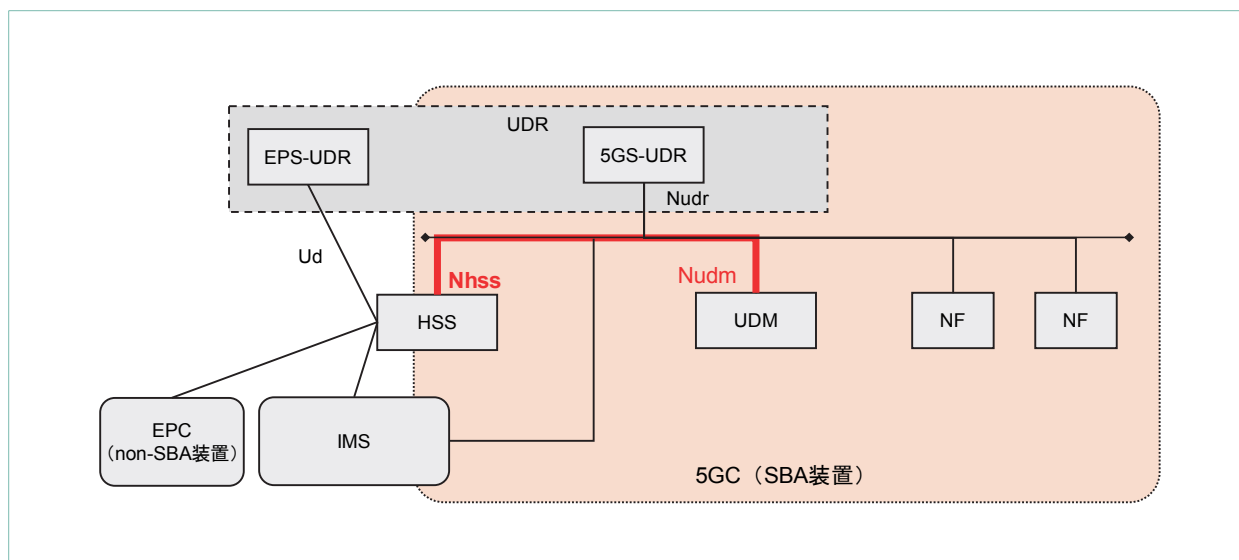 UDR
EPS-UDR
5GS-UDR
Nudr
Ud
Nhss
Nudm
HSS
UDM
NF
NF
EPC
（non-SBA装置）
IMS
5GC（SBA装置）